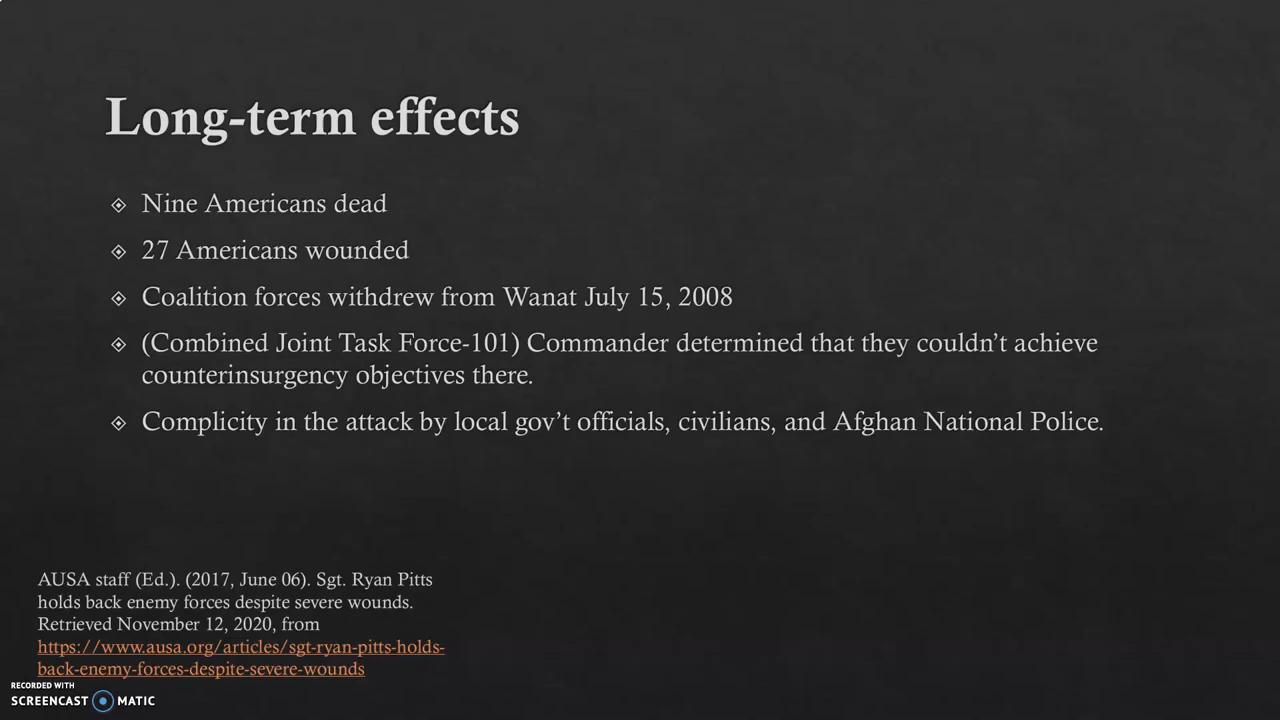 Long-term effects
Nine Americans dead
27 Americans wounded
Coalition forces withdrew from Wanat July 15, 2008
(Combined Joint Task Force-101) Commander determined that they couldn’t achieve
counterinsurgency objectives there.
Complicity in the attack by local gov’t officials, civilians, and Afghan National Police.
AUSA staff (Ed.). (2017, June 06). Sgt. Ryan Pitts
holds back enemy forces despite severe wounds.
Retrieved November 12, 2020, from
https://www.ausa.org/articles/sgt-ryan-pitts-holds-
back-enemy-forces-despite-severe-wounds
RECORDED WITH
SCREENCAST MATIC